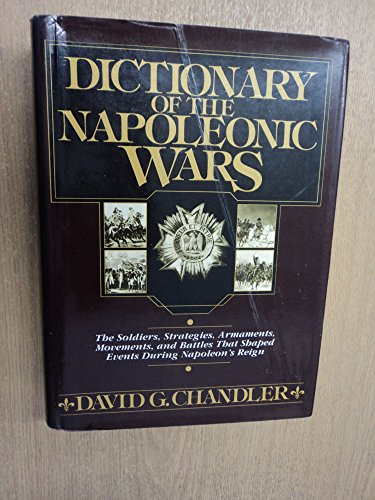 DICTIONARY
OF THE
NAPOLEONIC
WARS
The Soldiers, Strategies, Armaments,
Movements, and Battles That Shaped
Events During Napoleon's Reign
DAVID G. CHANDLER